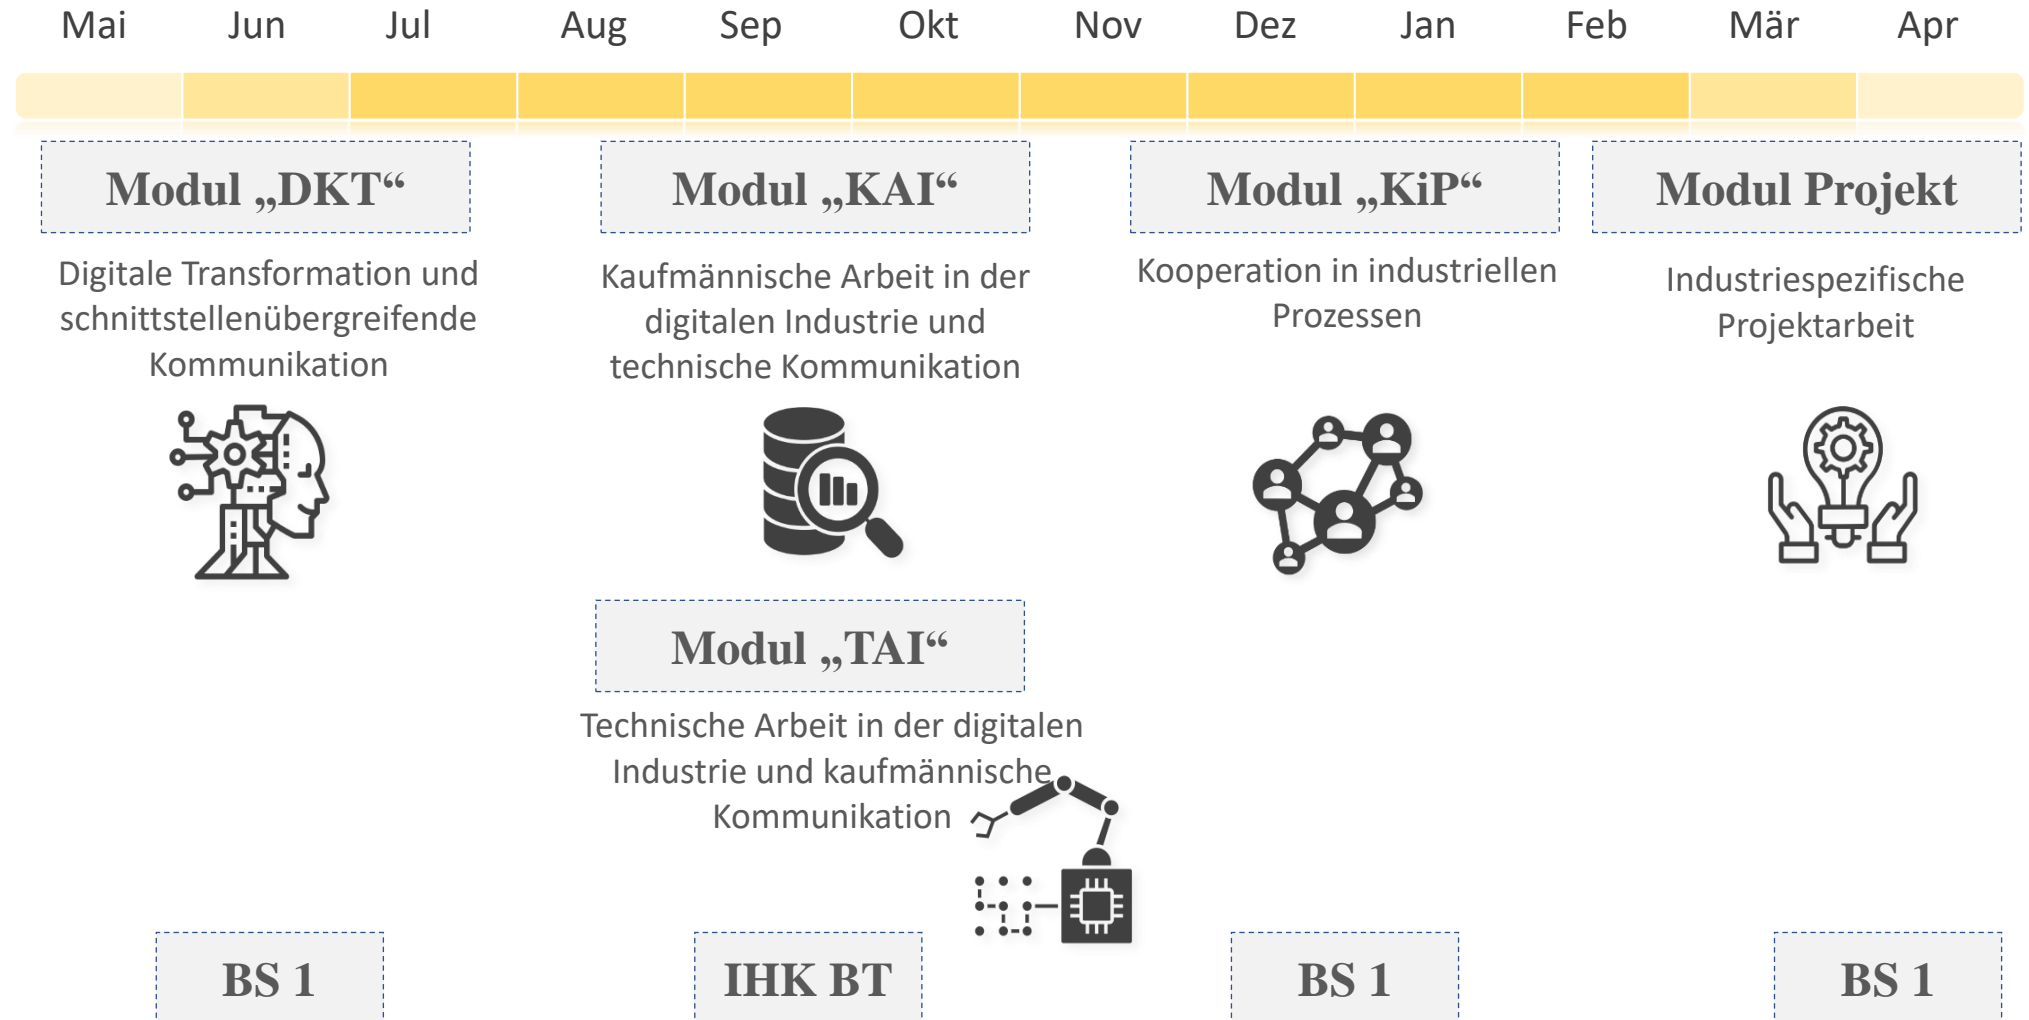 Mai Jun Jul Aug Sep Okt Nov Dez Jan Feb Mär Apr
Modul „DKT“
Digitale Transformation und
schnittstellenübergreifende
Kommunikation
Modul „KAI“
Kaufmännische Arbeit in der
digitalen Industrie und
technische Kommunikation
Modul „KiP“
Kooperation in industriellen
Prozessen
Modul Projekt
Industriespezifische
Projektarbeit
Modul „TAI“
Technische Arbeit in der digitalen
Industrie und kaufmännische
Kommunikation
BS 1
IHK BT
BS 1
BS 1